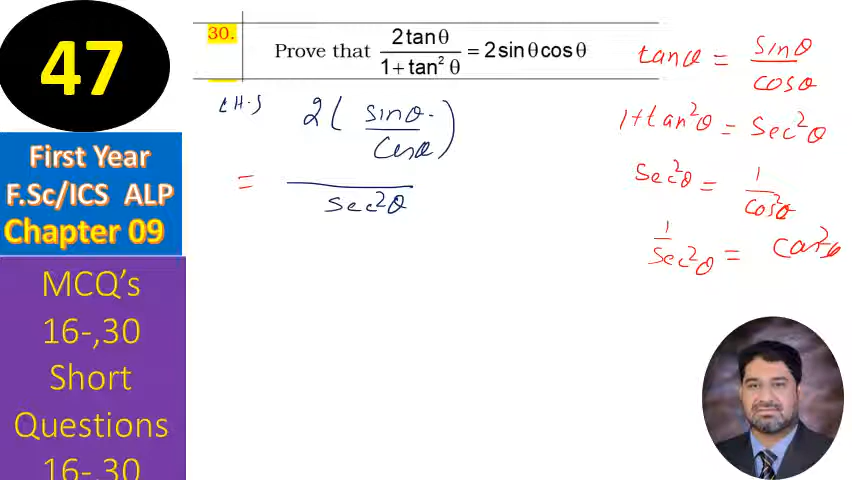 47
First Year
F.Sc/ICS ALP
Chapter 09
MCQ's
16-,30
Short
Questions
16-30
30.
Prove that 2tanθ / 1+tan² θ = 2sinθcosθ
L.H.S
= 2( sinθ / cosθ ) / sec²θ
tanθ = sinθ / cosθ
1+tan²θ = sec²θ
sec²θ = 1 / cos²θ
1 / sec²θ = cos²θ